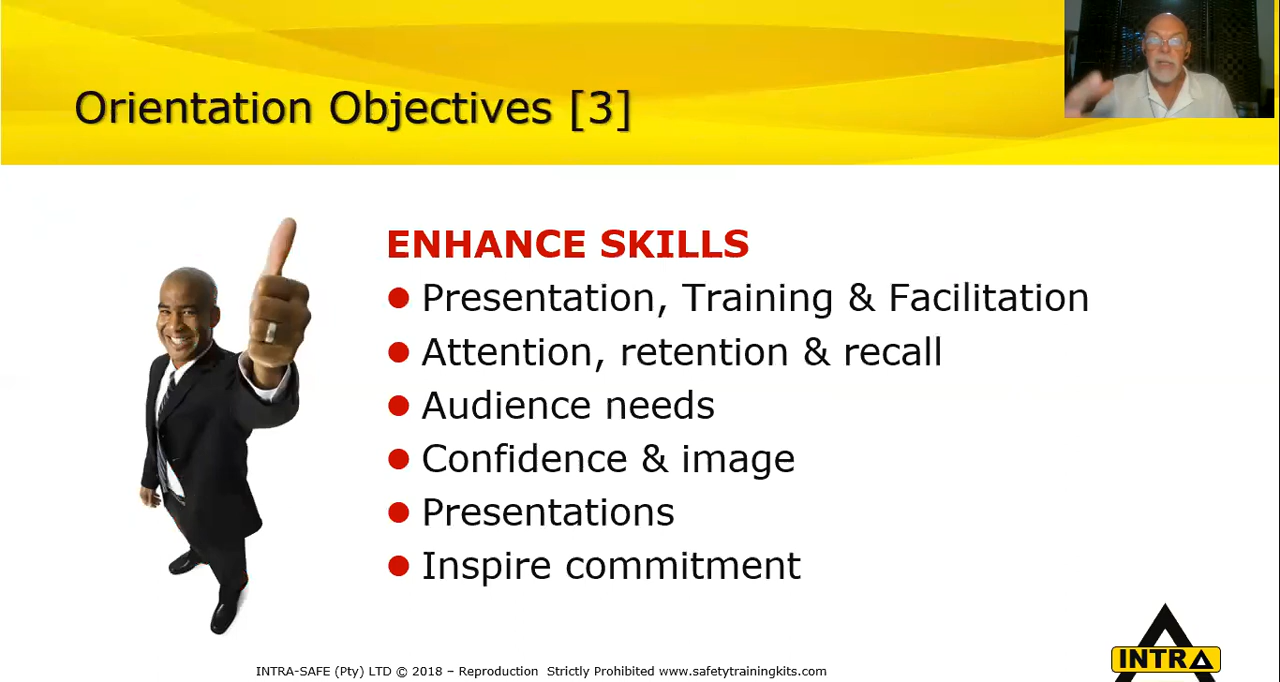 Orientation Objectives [3]
ENHANCE SKILLS
Presentation, Training & Facilitation
Attention, retention & recall
Audience needs
Confidence & image
Presentations
Inspire commitment
INTRA-SAFE (Pty) LTD © 2018 – Reproduction Strictly Prohibited www.safetytrainingkits.com
INTRA